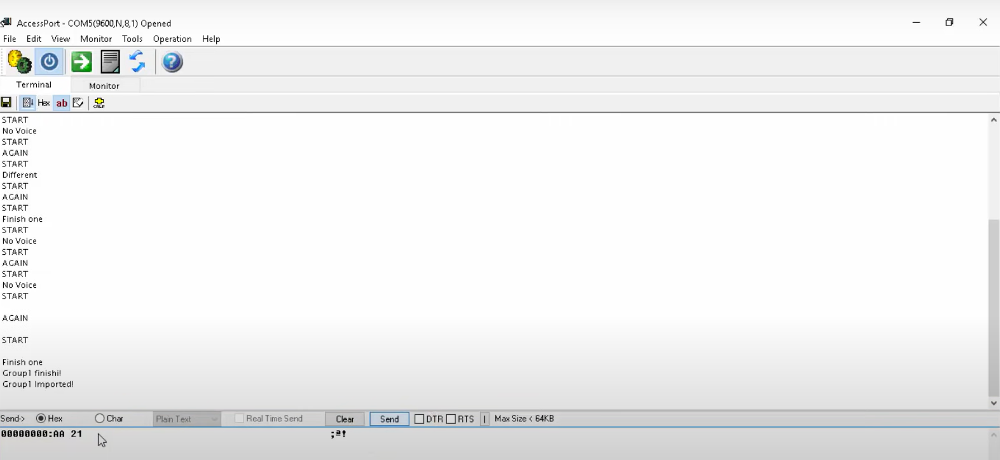 AccessPort - COM5(9600,N,8,1) Opened
File Edit View Monitor Tools Operation Help
Terminal Monitor
Hex ab CRLF
START
No Voice
START
AGAIN
START
Different
START
AGAIN
START
Finish one
START
No Voice
START
AGAIN
START
No Voice
START
AGAIN
START
Finish one
Group1 finish!
Group1 Imported!
Send-> Hex Char Plain Text Real Time Send Clear Send DTR RTS | Max Size < 64KB
00000000:AA 21 ;ª!